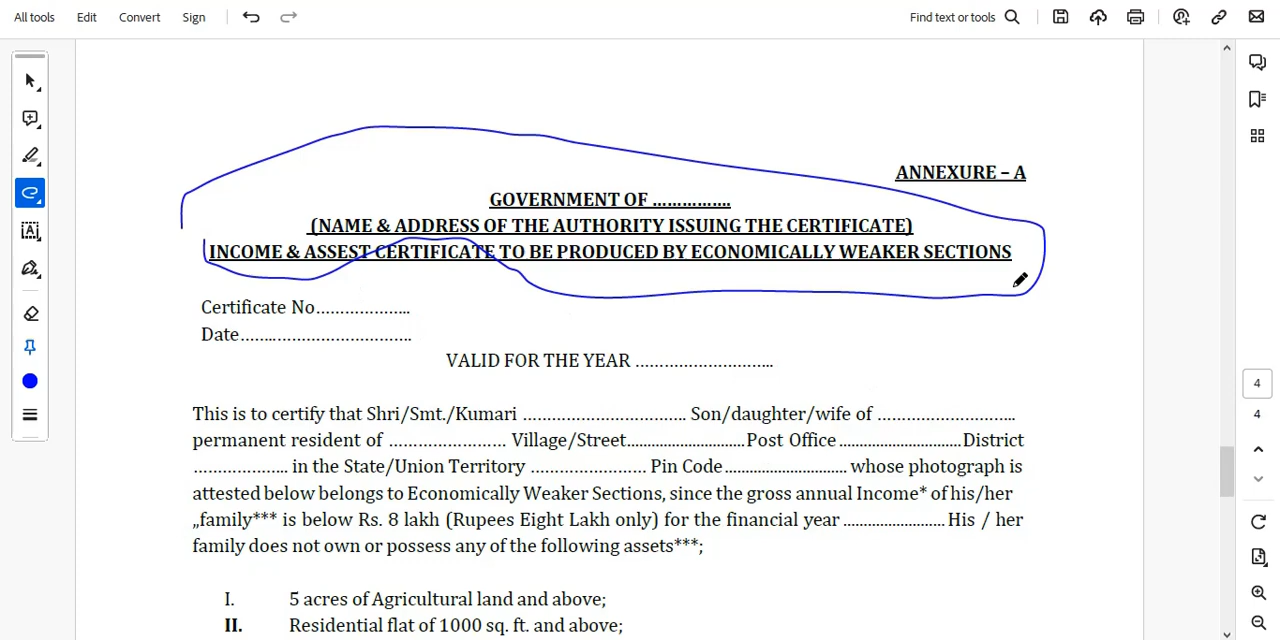 All tools Edit Convert Sign Find text or tools
ANNEXURE – A
GOVERNMENT OF ................
(NAME & ADDRESS OF THE AUTHORITY ISSUING THE CERTIFICATE)
INCOME & ASSEST CERTIFICATE TO BE PRODUCED BY ECONOMICALLY WEAKER SECTIONS
Certificate No....................
Date....................................
VALID FOR THE YEAR .............................
This is to certify that Shri/Smt./Kumari .................................. Son/daughter/wife of .............................
permanent resident of ........................ Village/Street............................Post Office............................District
.................... in the State/Union Territory ........................ Pin Code............................ whose photograph is
attested below belongs to Economically Weaker Sections, since the gross annual Income* of his/her
„family*** is below Rs. 8 lakh (Rupees Eight Lakh only) for the financial year ........................ His / her
family does not own or possess any of the following assets***;
I. 5 acres of Agricultural land and above;
II. Residential flat of 1000 sq. ft. and above;
4
4